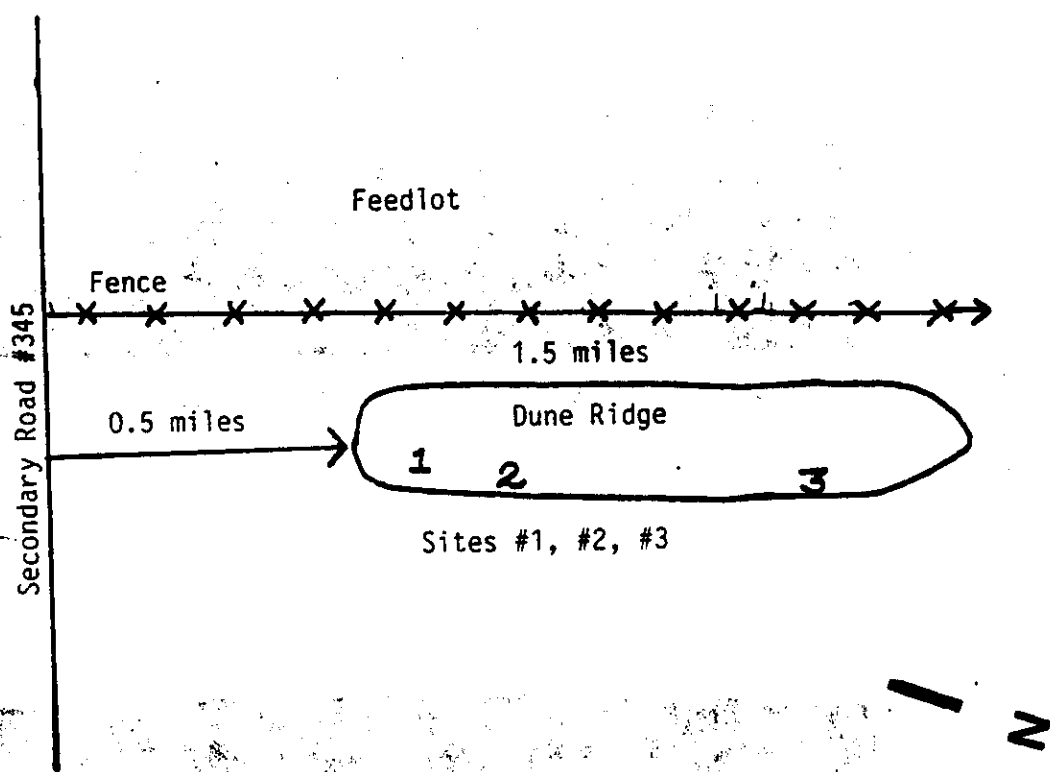 Feedlot
Fence
1.5 miles
Secondary Road #345
0.5 miles
Dune Ridge
1
2
3
Sites #1, #2, #3
N